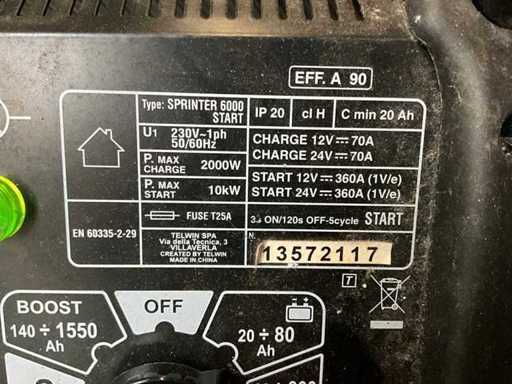 EFF. A 90
Type: SPRINTER 6000 START
IP 20
cl H
C min 20 Ah
U1 230V~1ph 50/60Hz
CHARGE 12V 70A
CHARGE 24V 70A
P. MAX CHARGE 2000W
P. MAX START 10kW
START 12V 360A (1V/e)
START 24V 360A (1V/e)
FUSE T25A
3s ON/120s OFF-5cycle START
EN 60335-2-29
TELWIN SPA
Via della Tecnica, 3
VILLAVERLA
CREATED BY TELWIN
MADE IN CHINA
N.
13572117
T
BOOST
140 ÷ 1550
Ah
OFF
20 ÷ 80
Ah